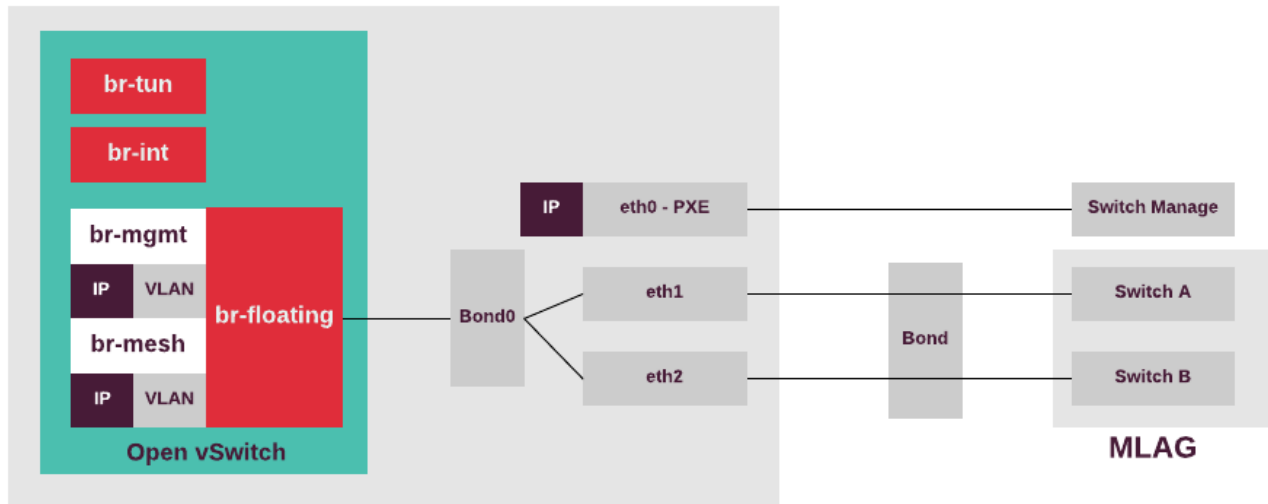 br-tun
br-int
br-mgmt
IP VLAN
br-mesh
IP VLAN
br-floating
Open vSwitch
Bond0
IP eth0 - PXE
eth1
eth2
Bond
Switch Manage
Switch A
Switch B
MLAG